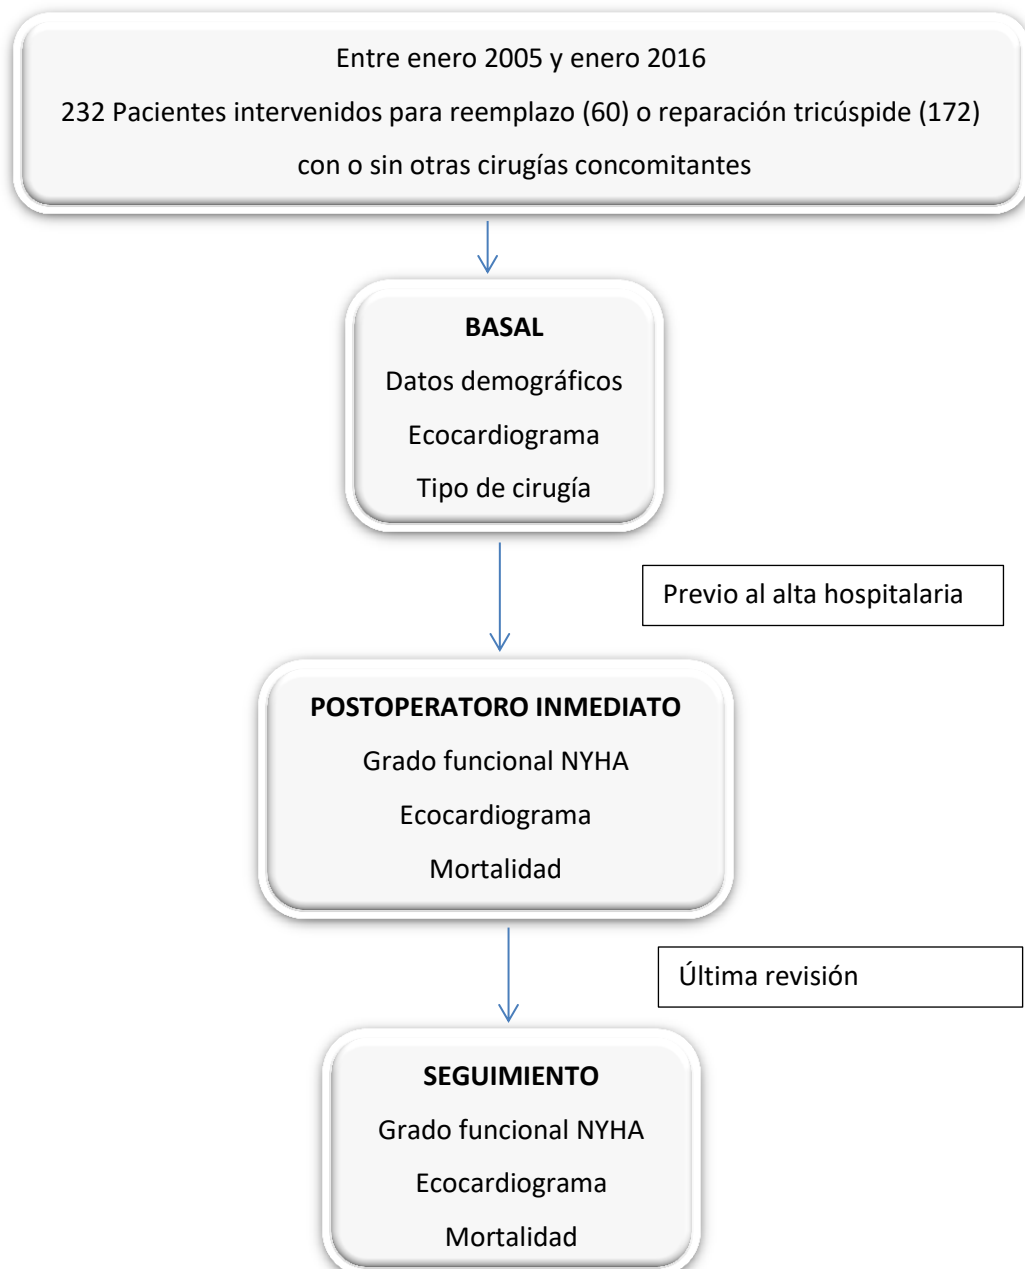 Entre enero 2005 y enero 2016
232 Pacientes intervenidos para reemplazo (60) o reparación tricúspide (172)
con o sin otras cirugías concomitantes
BASAL
Datos demográficos
Ecocardiograma
Tipo de cirugía
Previo al alta hospitalaria
POSTOPERATORO INMEDIATO
Grado funcional NYHA
Ecocardiograma
Mortalidad
Última revisión
SEGUIMIENTO
Grado funcional NYHA
Ecocardiograma
Mortalidad